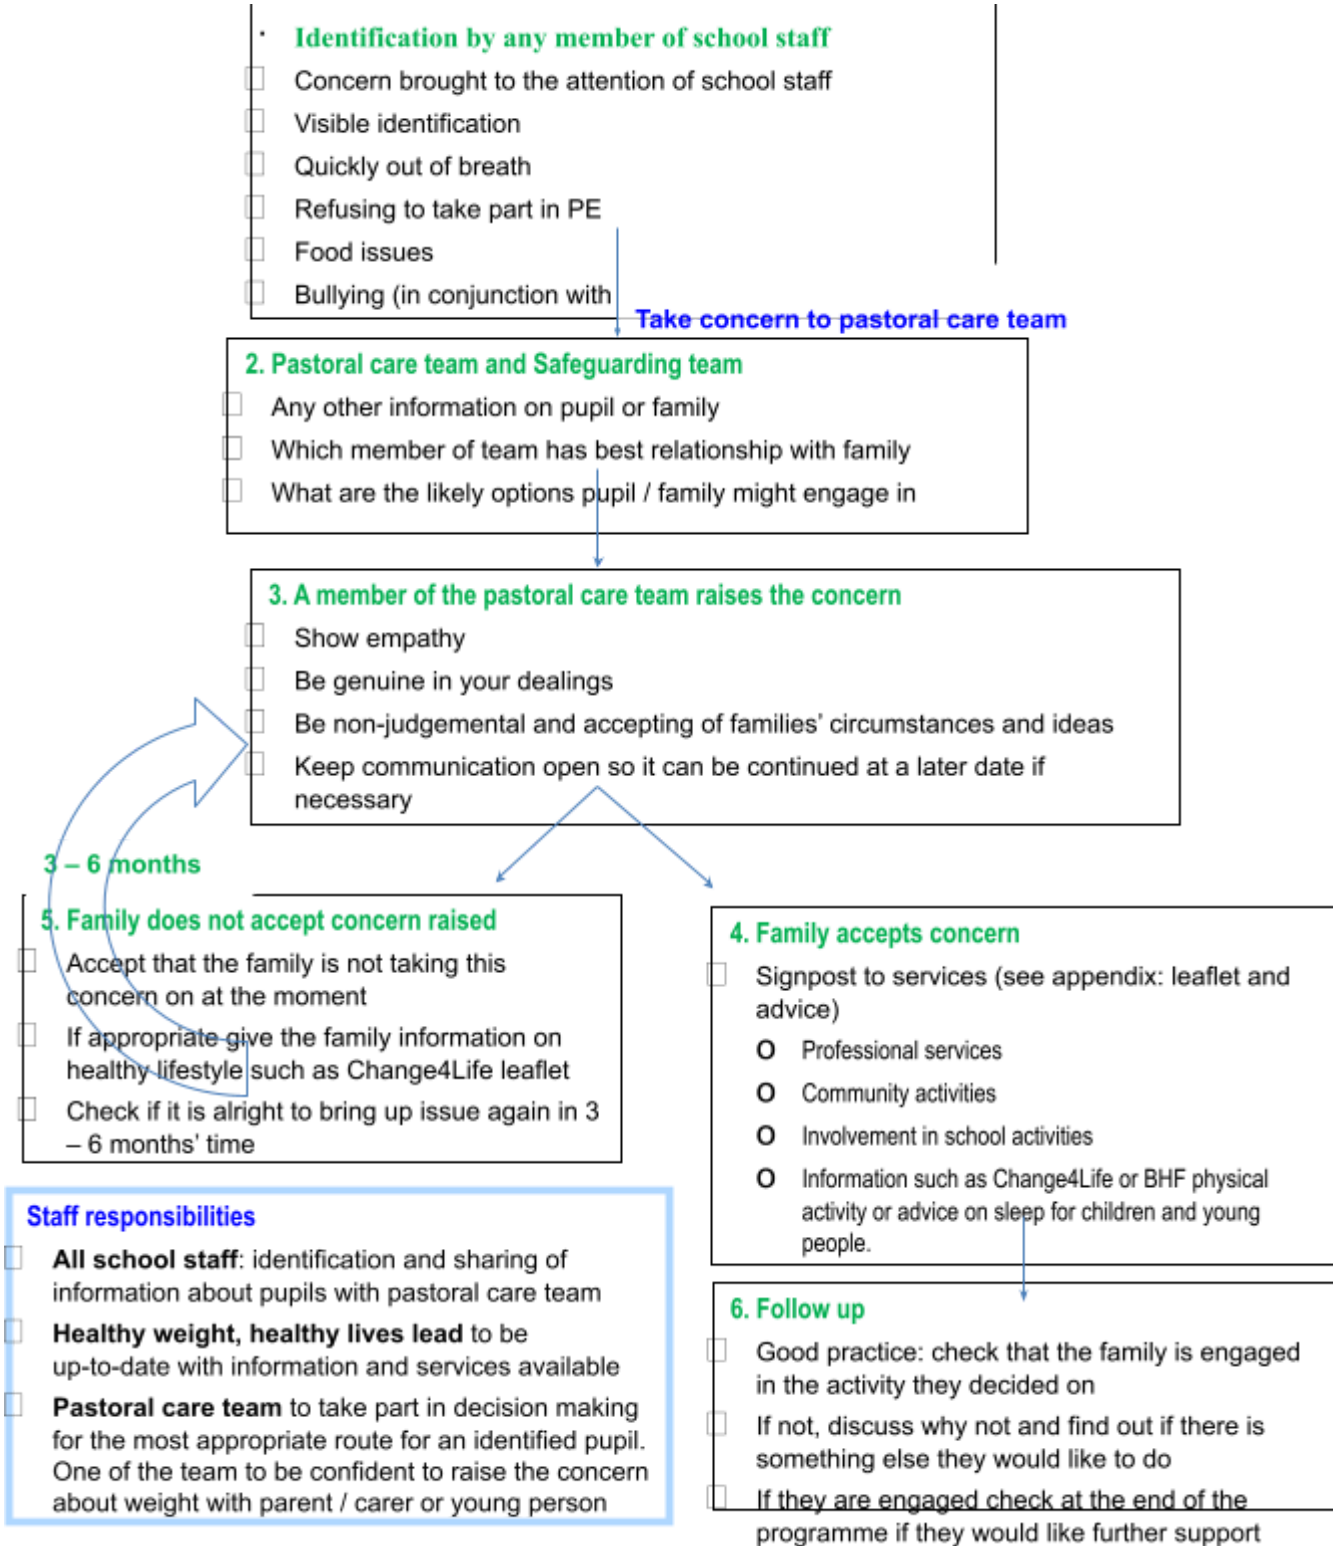 · Identification by any member of school staff
Concern brought to the attention of school staff
Visible identification
Quickly out of breath
Refusing to take part in PE
Food issues
Bullying (in conjunction with
Take concern to pastoral care team
2. Pastoral care team and Safeguarding team
Any other information on pupil or family
Which member of team has best relationship with family
What are the likely options pupil / family might engage in
3. A member of the pastoral care team raises the concern
Show empathy
Be genuine in your dealings
Be non-judgemental and accepting of families’ circumstances and ideas
Keep communication open so it can be continued at a later date if
necessary
3 – 6 months
5. Family does not accept concern raised
Accept that the family is not taking this
concern on at the moment
If appropriate give the family information on
healthy lifestyle such as Change4Life leaflet
Check if it is alright to bring up issue again in 3
– 6 months’ time
4. Family accepts concern
Signpost to services (see appendix: leaflet and
advice)
O Professional services
O Community activities
O Involvement in school activities
O Information such as Change4Life or BHF physical
activity or advice on sleep for children and young
people.
Staff responsibilities
All school staff: identification and sharing of
information about pupils with pastoral care team
Healthy weight, healthy lives lead to be
up-to-date with information and services available
Pastoral care team to take part in decision making
for the most appropriate route for an identified pupil.
One of the team to be confident to raise the concern
about weight with parent / carer or young person
6. Follow up
Good practice: check that the family is engaged
in the activity they decided on
If not, discuss why not and find out if there is
something else they would like to do
If they are engaged check at the end of the
programme if they would like further support